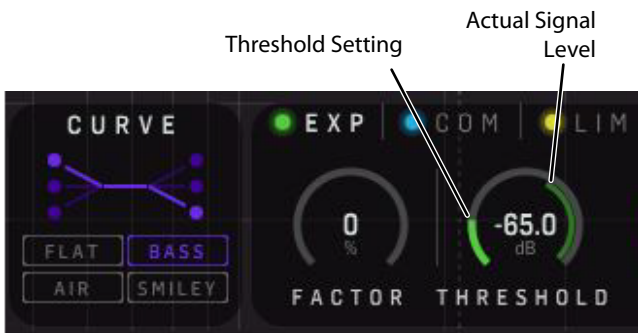 Actual Signal
Level
Threshold Setting
CURVE
EXP
COM
LIM
0
%
-65.0
dB
FLAT
BASS
AIR
SMILEY
FACTOR
THRESHOLD